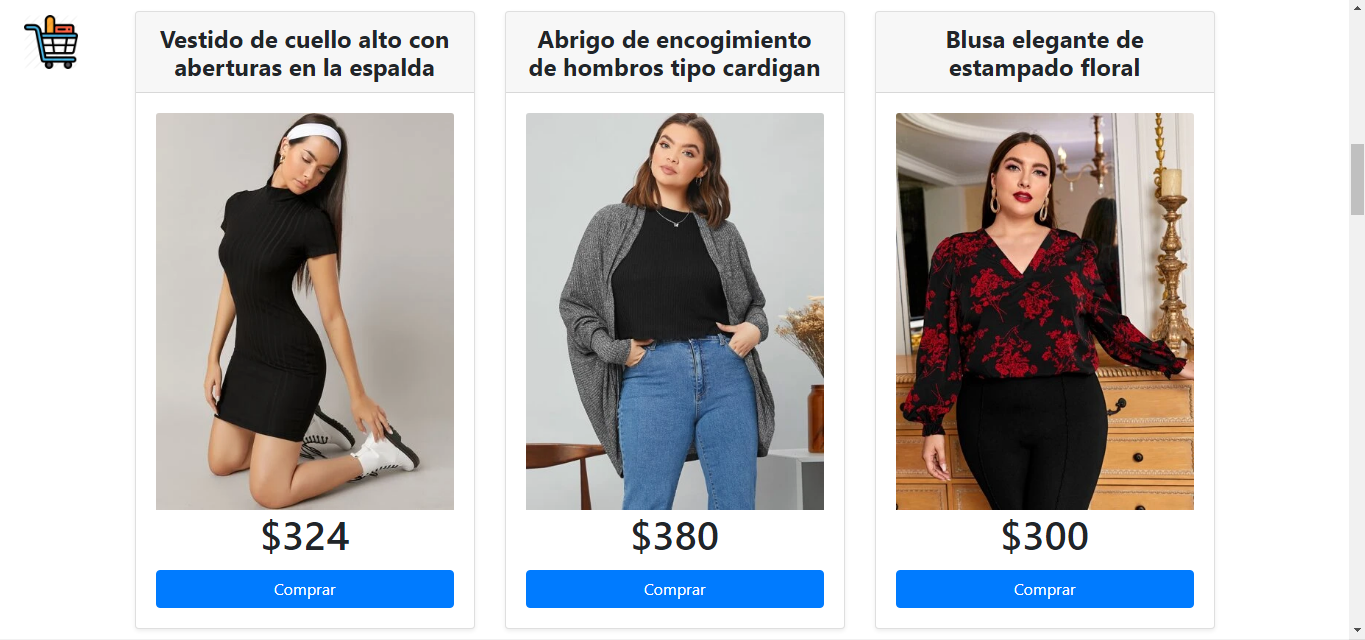 Vestido de cuello alto con
aberturas en la espalda
$324
Comprar
Abrigo de encogimiento
de hombros tipo cardigan
$380
Comprar
Blusa elegante de
estampado floral
$300
Comprar